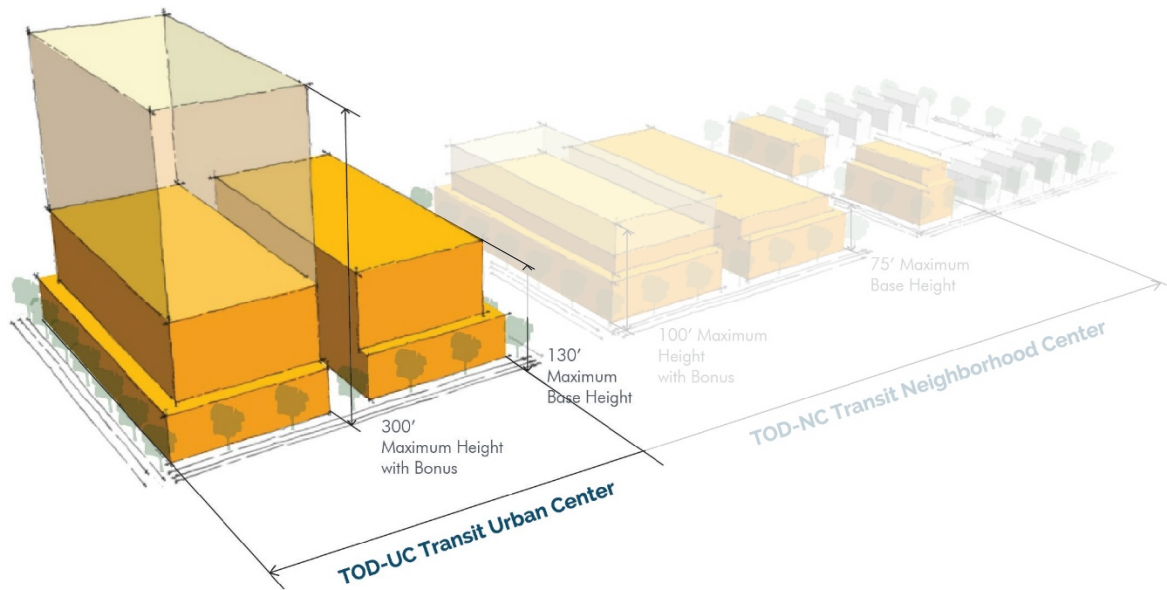 300’
Maximum Height
with Bonus
130’
Maximum
Base Height
100’ Maximum
Height
with Bonus
75’ Maximum
Base Height
TOD-UC Transit Urban Center
TOD-NC Transit Neighborhood Center